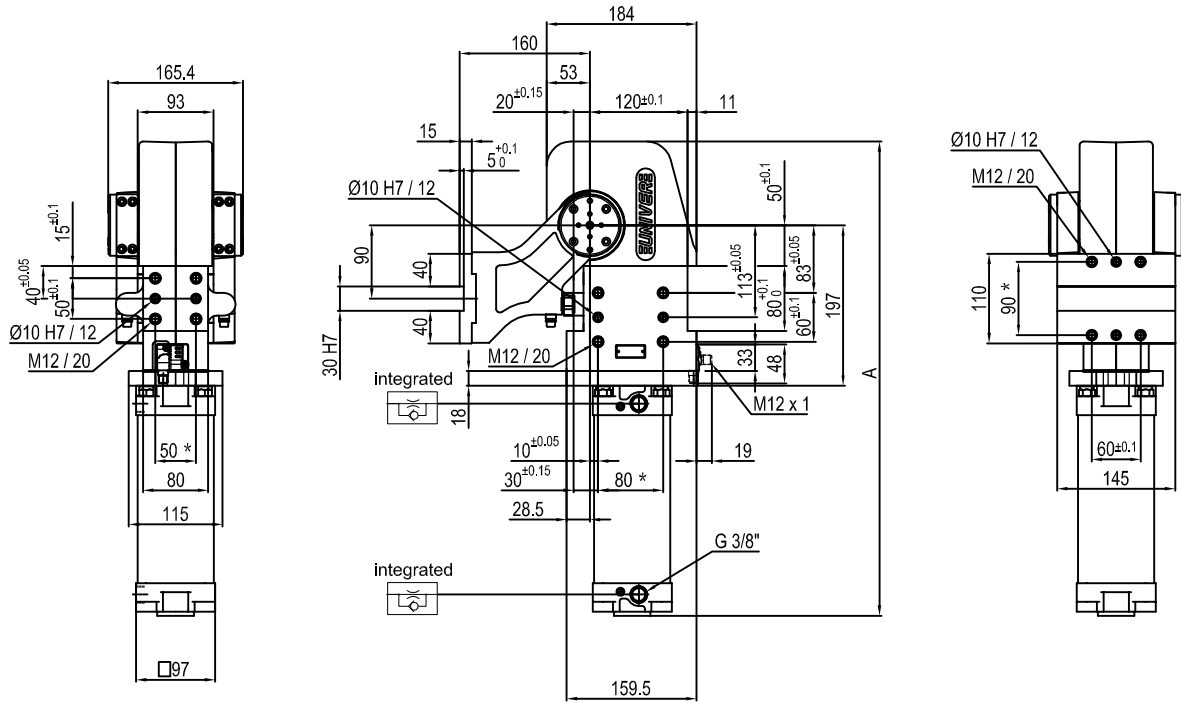 165.4
93
15±0.1
40±0.05
50±0.1
Ø10 H7 / 12
M12 / 20
50 *
80
115
□97
184
160
53
20±0.15
120±0.1
11
15
5 +0.1 0
Ø10 H7 / 12
UNIVER
90
40
40
30 H7
M12 / 20
integrated
18
50±0.1
83±0.05
113±0.05
80 +0.1 0
60±0.1
197
A
33
48
M12 x 1
10±0.05
19
30±0.15
80 *
28.5
G 3/8"
integrated
159.5
Ø10 H7 / 12
M12 / 20
110
90 *
60±0.1
145